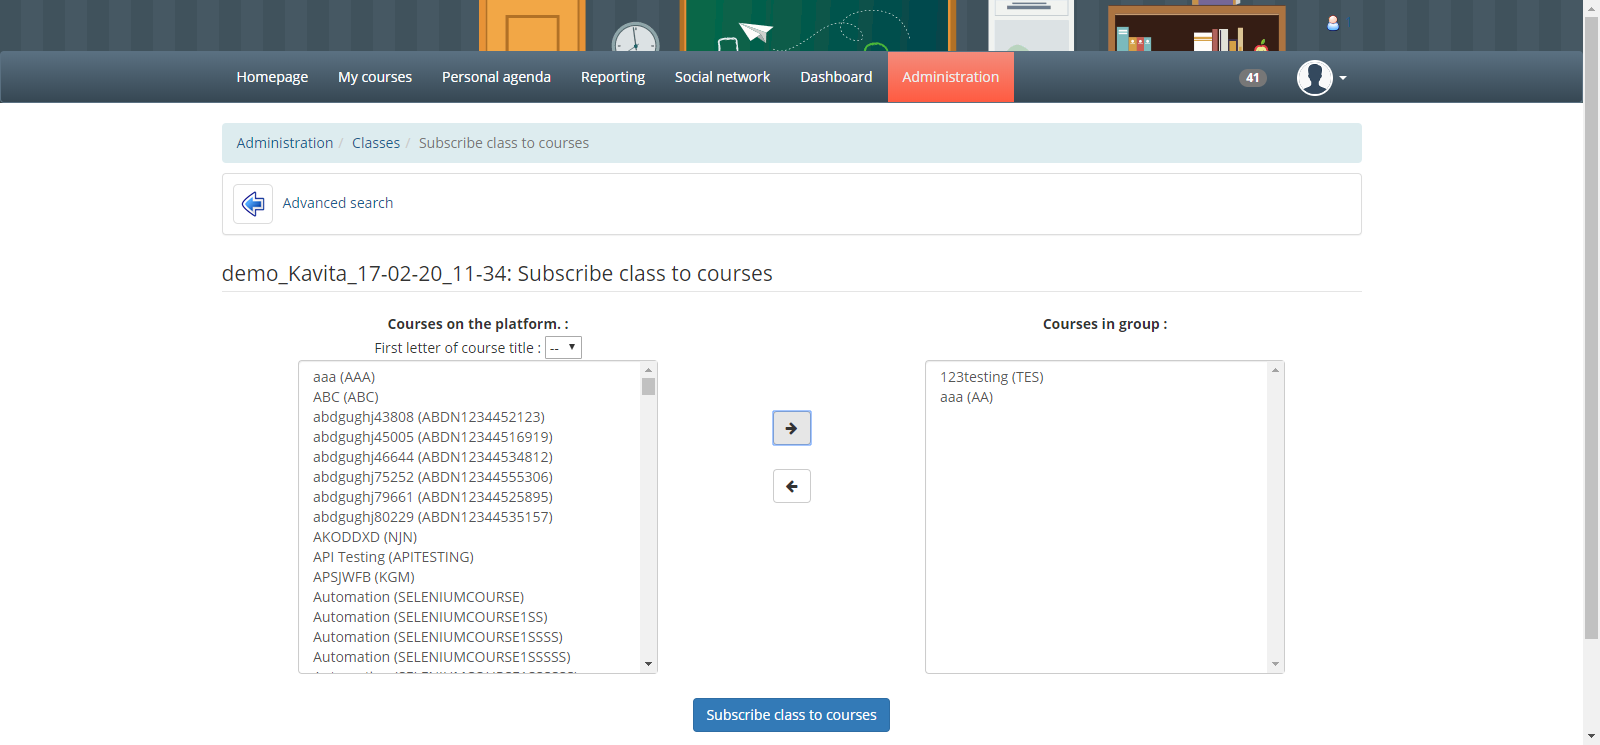 Homepage My courses Personal agenda Reporting Social network Dashboard Administration 41
Administration / Classes / Subscribe class to courses
Advanced search
demo_Kavita_17-02-20_11-34: Subscribe class to courses
Courses on the platform. :
First letter of course title : --
aaa (AAA)
ABC (ABC)
abdgughj43808 (ABDN1234452123)
abdgughj45005 (ABDN12344516919)
abdgughj46644 (ABDN12344534812)
abdgughj75252 (ABDN12344555306)
abdgughj79661 (ABDN12344525895)
abdgughj80229 (ABDN12344535157)
AKODDXD (NJN)
API Testing (APITESTING)
APSJWFB (KGM)
Automation (SELENIUMCOURSE)
Automation (SELENIUMCOURSE1SS)
Automation (SELENIUMCOURSE1SSSS)
Automation (SELENIUMCOURSE1SSSSS)
Courses in group :
123testing (TES)
aaa (AA)
Subscribe class to courses